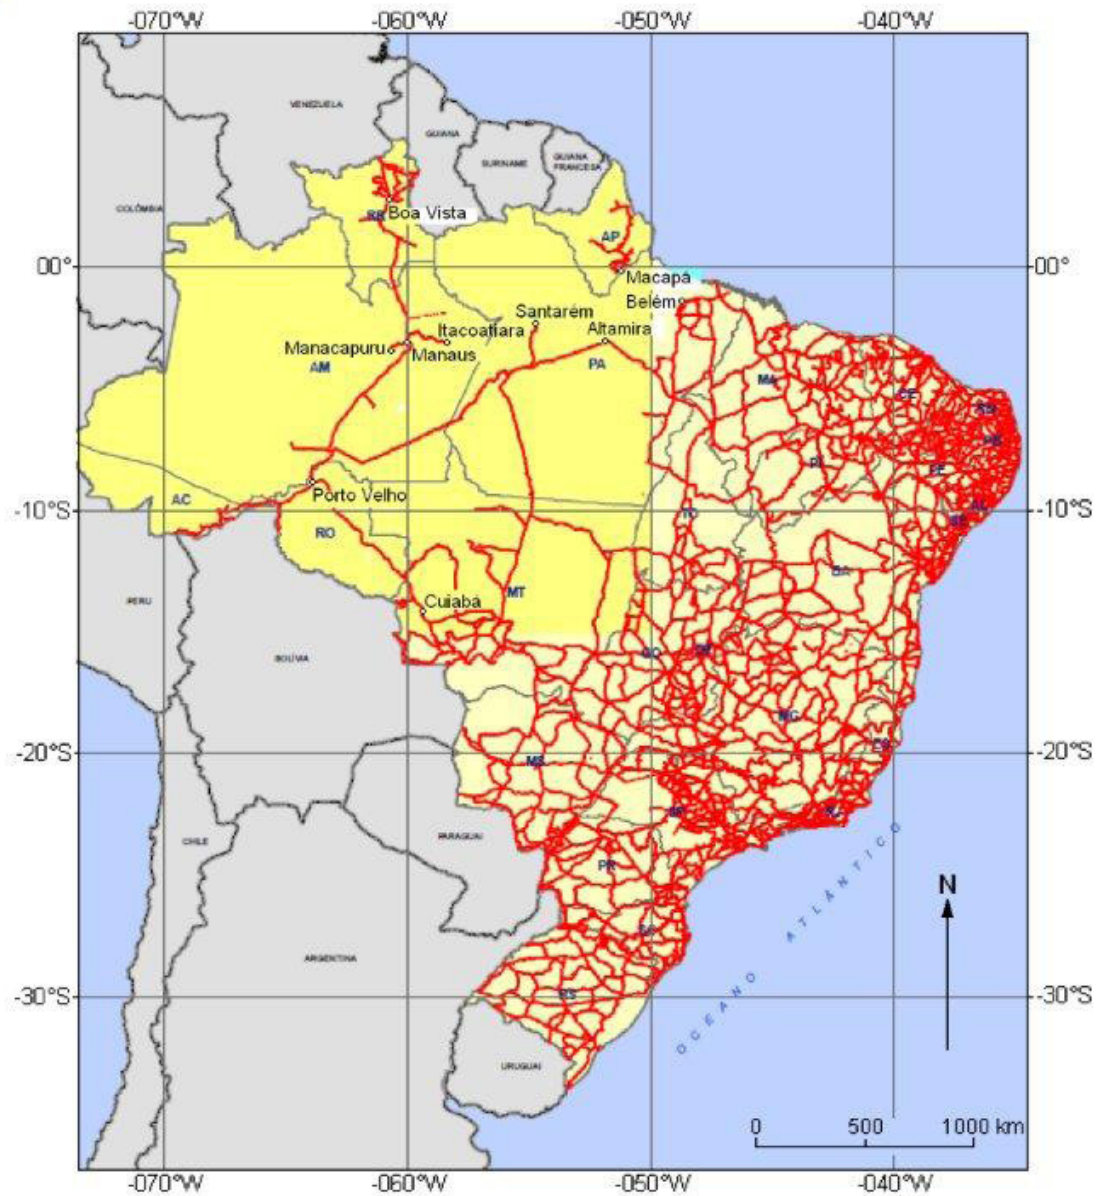 -070°W -060°W -050°W -040°W
VENEZUELA
GUIANA
SURINAME
GUIANA
FRANCESA
COLÔMBIA
RR
Boa Vista
AP
00° 00°
Macapá
Belém
Santarém
Itacoatiara
Altamira
Manacapuru
Manaus
AM
PA
MA
CE
RN
PB
PI
PE
AC
Porto Velho
TO
AL
SE
-10°S -10°S
RO
BA
MT
PERU
Cuiabá
BOLÍVIA
GO
DF
MG
ES
-20°S -20°S
MS
SP
RJ
CHILE
PARAGUAI
PR
N
OCEANO ATLÂNTICO
SC
ARGENTINA
-30°S -30°S
RS
URUGUAI
0 500 1000 km
-070°W -060°W -050°W -040°W